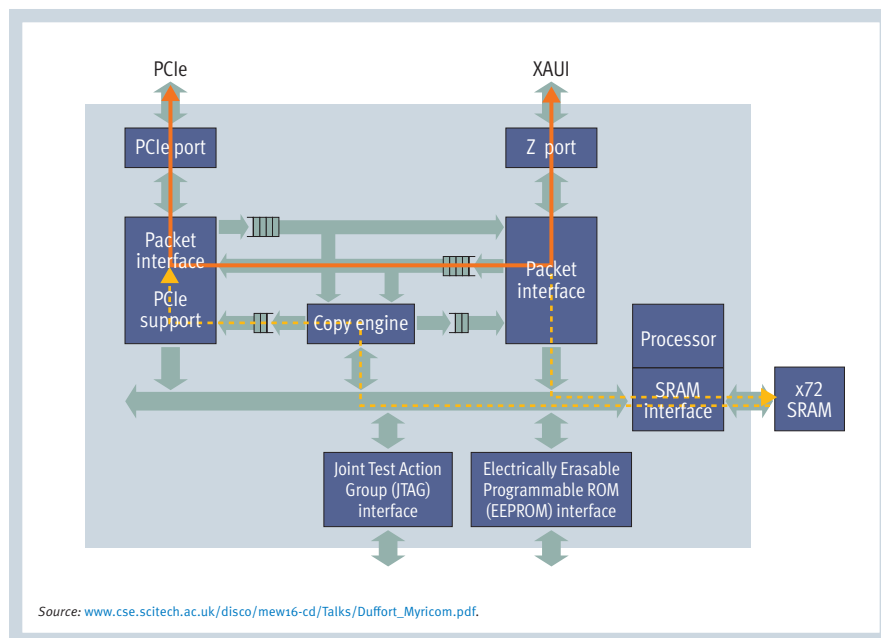 PCIe
XAUI
PCIe port
Z port
Packet
interface
PCIe
support
Packet
interface
Copy engine
Processor
SRAM
interface
x72
SRAM
Joint Test Action
Group (JTAG)
interface
Electrically Erasable
Programmable ROM
(EEPROM) interface
Source: www.cse.scitech.ac.uk/disco/mew16-cd/Talks/Duffort_Myricom.pdf.